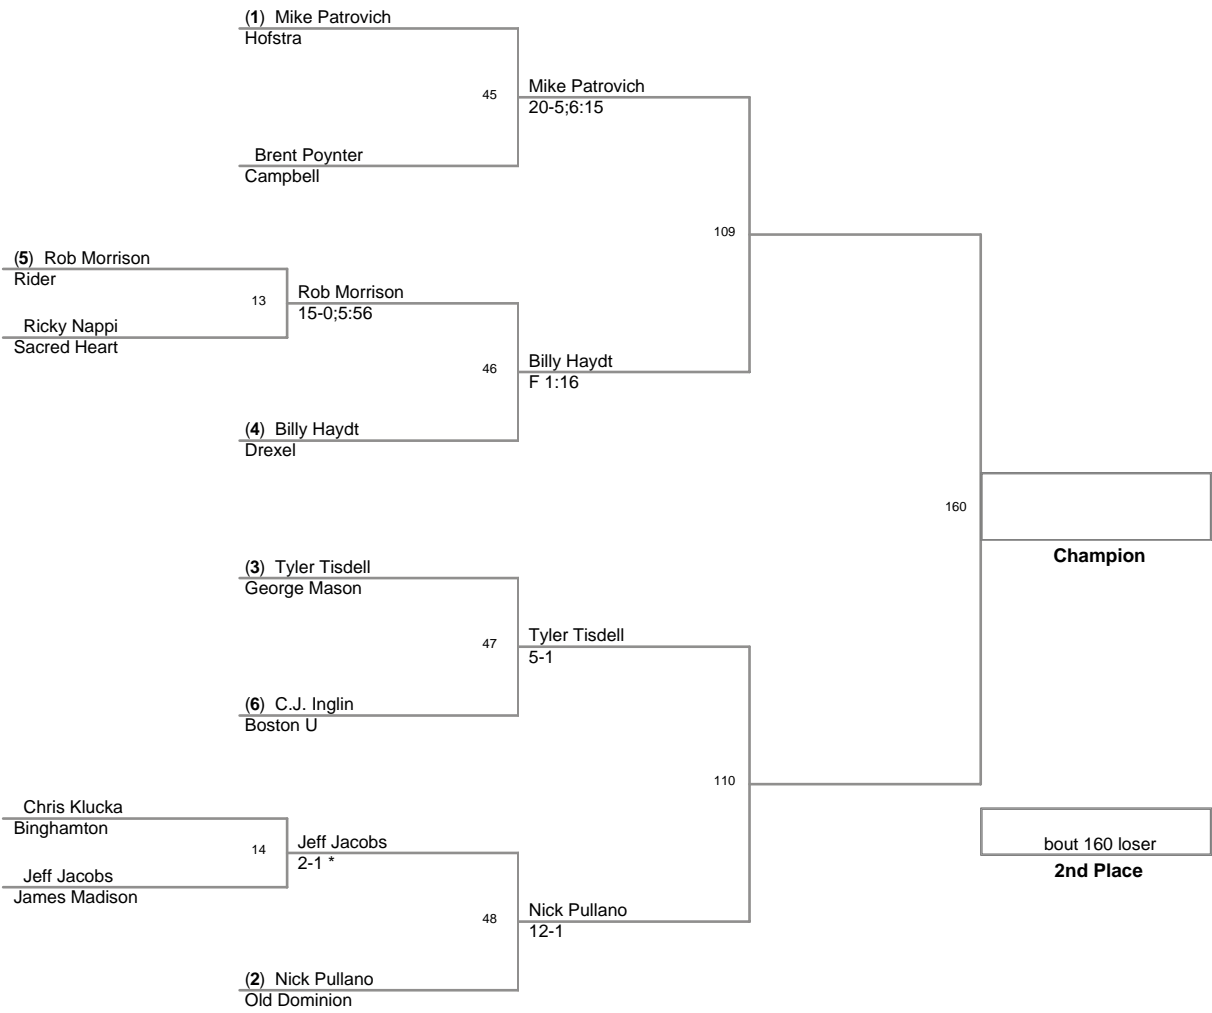 (1) Mike Patrovich
Hofstra
45
Mike Patrovich
20-5;6:15
Brent Poynter
Campbell
109
(5) Rob Morrison
Rider
13
Rob Morrison
15-0;5:56
Ricky Nappi
Sacred Heart
46
Billy Haydt
F 1:16
(4) Billy Haydt
Drexel
160
Champion
(3) Tyler Tisdell
George Mason
47
Tyler Tisdell
5-1
(6) C.J. Inglin
Boston U
110
Chris Klucka
Binghamton
14
Jeff Jacobs
2-1 *
Jeff Jacobs
James Madison
bout 160 loser
2nd Place
48
Nick Pullano
12-1
(2) Nick Pullano
Old Dominion